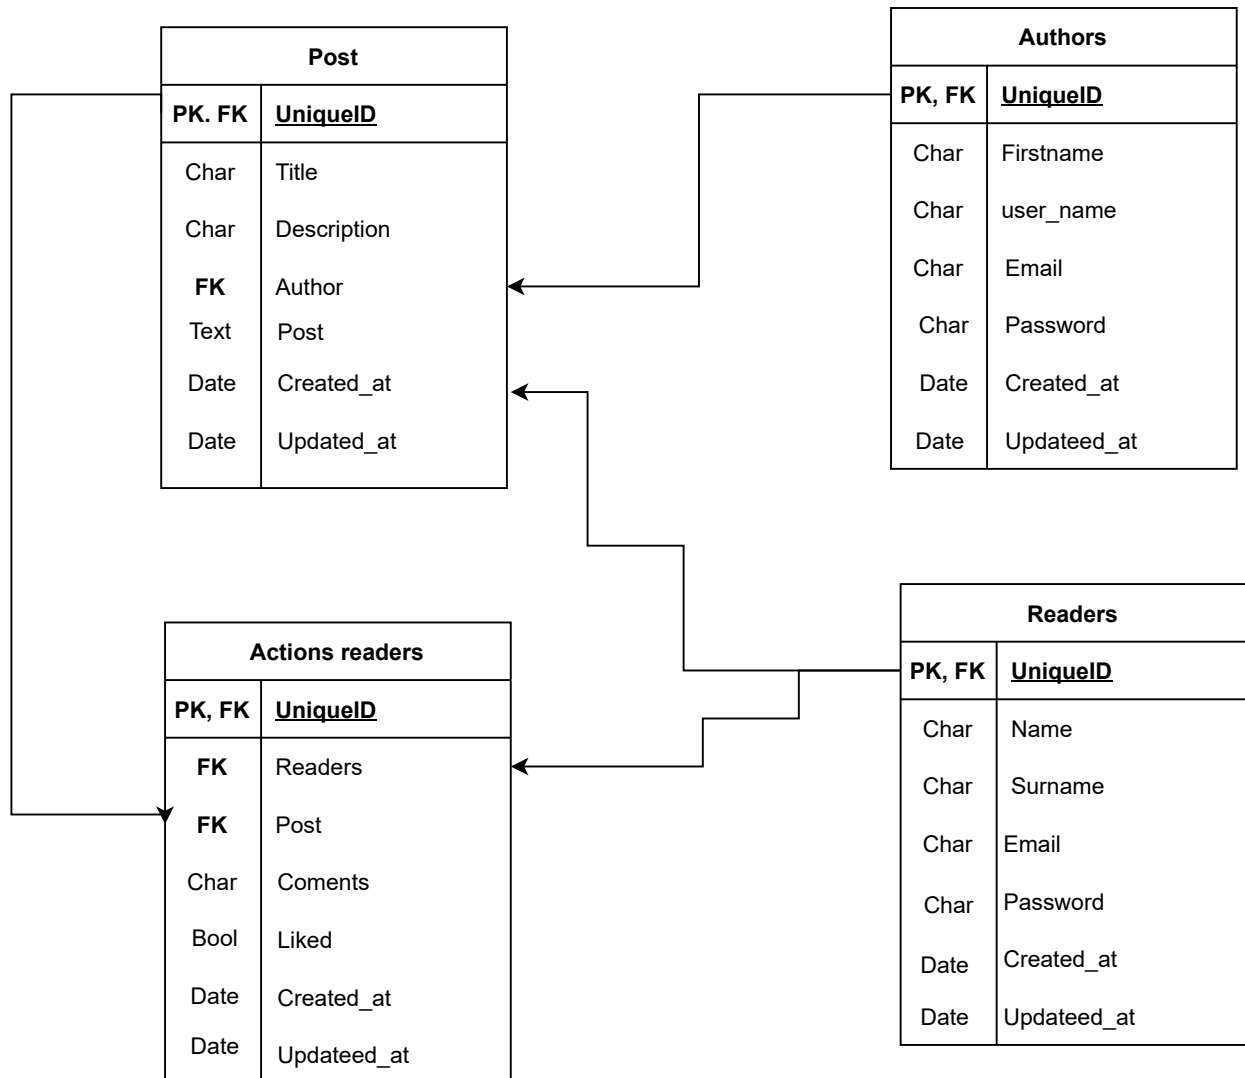 Post
PK. FK UniqueID
Char Title
Char Description
FK Author
Text Post
Date Created_at
Date Updated_at
Authors
PK, FK UniqueID
Char Firstname
Char user_name
Char Email
Char Password
Date Created_at
Date Updateed_at
Actions readers
PK, FK UniqueID
FK Readers
FK Post
Char Coments
Bool Liked
Date Created_at
Date Updateed_at
Readers
PK, FK UniqueID
Char Name
Char Surname
Char Email
Char Password
Date Created_at
Date Updateed_at